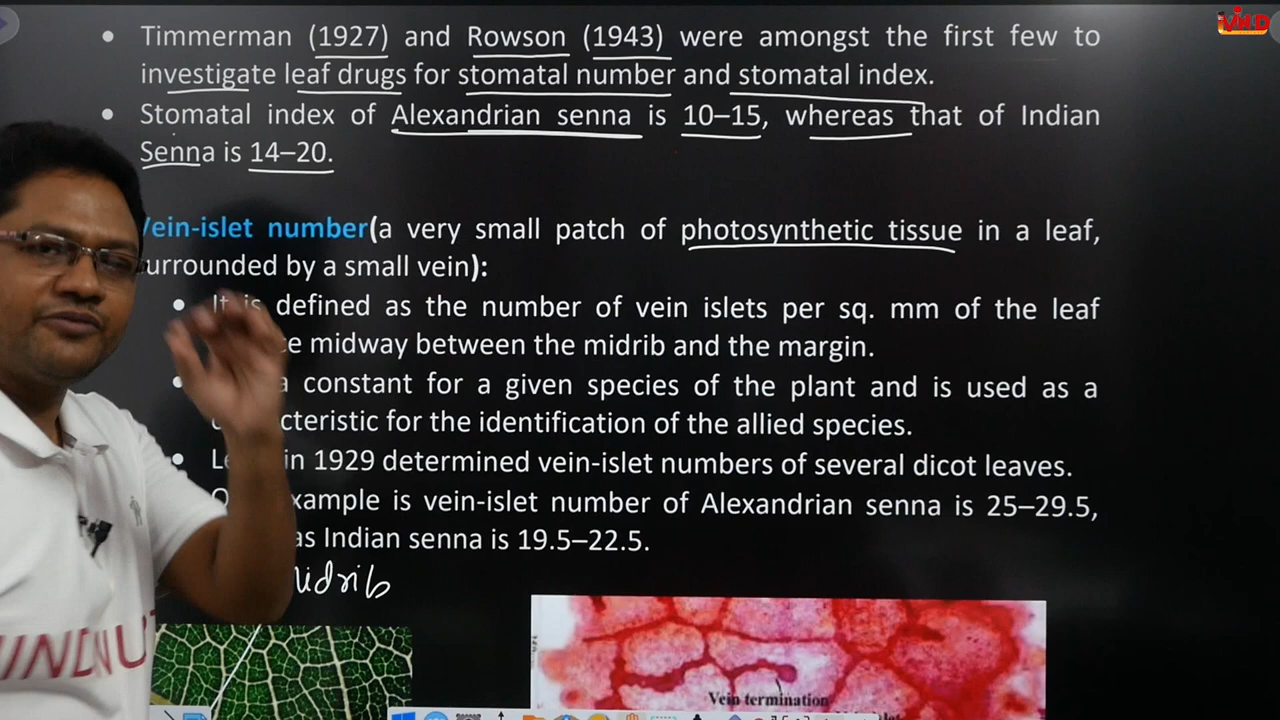 Timmerman (1927) and Rowson (1943) were amongst the first few to
investigate leaf drugs for stomatal number and stomatal index.
Stomatal index of Alexandrian senna is 10–15, whereas that of Indian
Senna is 14–20.
ein-islet number(a very small patch of photosynthetic tissue in a leaf,
urrounded by a small vein):
It is defined as the number of vein islets per sq. mm of the leaf
midway between the midrib and the margin.
a constant for a given species of the plant and is used as a
cteristic for the identification of the allied species.
in 1929 determined vein-islet numbers of several dicot leaves.
xample is vein-islet number of Alexandrian senna is 25–29.5,
as Indian senna is 19.5–22.5.
idrib
Vein termination